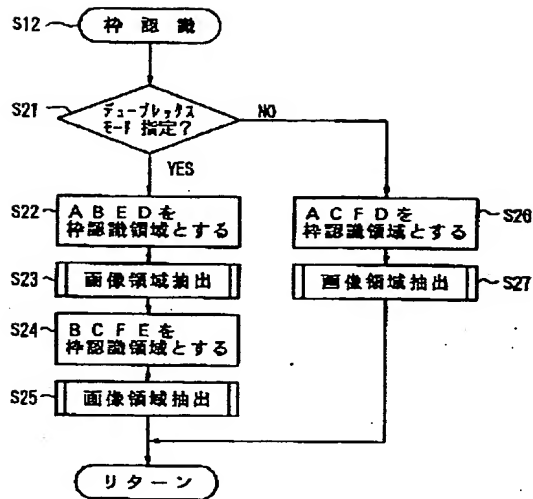 S12 枠認識
S21 デューブレックス
モード指定?
NO
YES
S22 ABEDを
枠認識領域とする
ACFDを S26
枠認識領域とする
S23 画像領域抽出
画像領域抽出 S27
S24 BCFEを
枠認識領域とする
S25 画像領域抽出
リターン